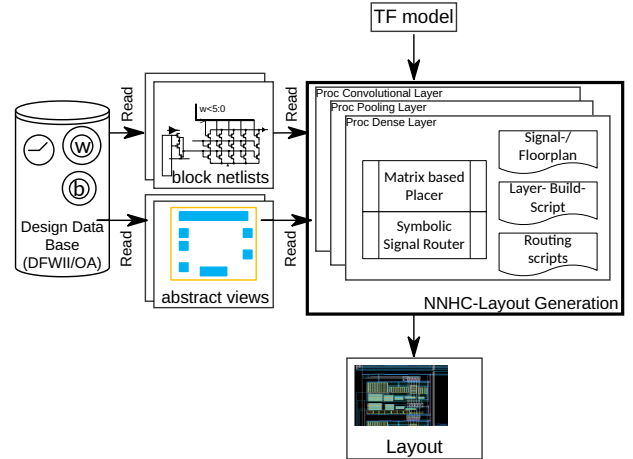 TF model
Proc Convolutional Layer
Proc Pooling Layer
Proc Dense Layer
Read
Read
w<5:0
block netlists
w
b
Design Data
Base
(DFWII/OA)
Read
Read
abstract views
Matrix based
Placer
Symbolic
Signal Router
Signal-/
Floorplan
Layer- Build-
Script
Routing
scripts
NNHC-Layout Generation
Layout